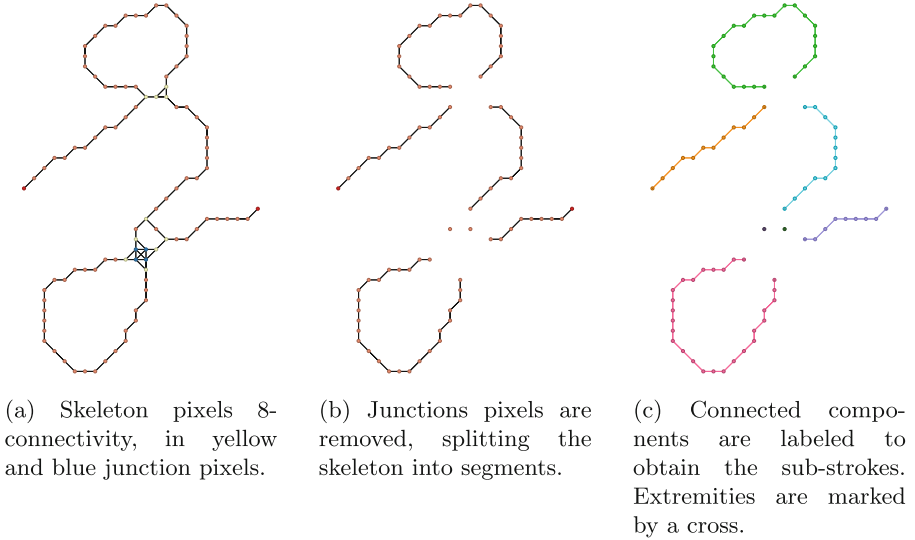 (a) Skeleton pixels 8-
connectivity, in yellow
and blue junction pixels.
(b) Junctions pixels are
removed, splitting the
skeleton into segments.
(c) Connected compo-
nents are labeled to
obtain the sub-strokes.
Extremities are marked
by a cross.